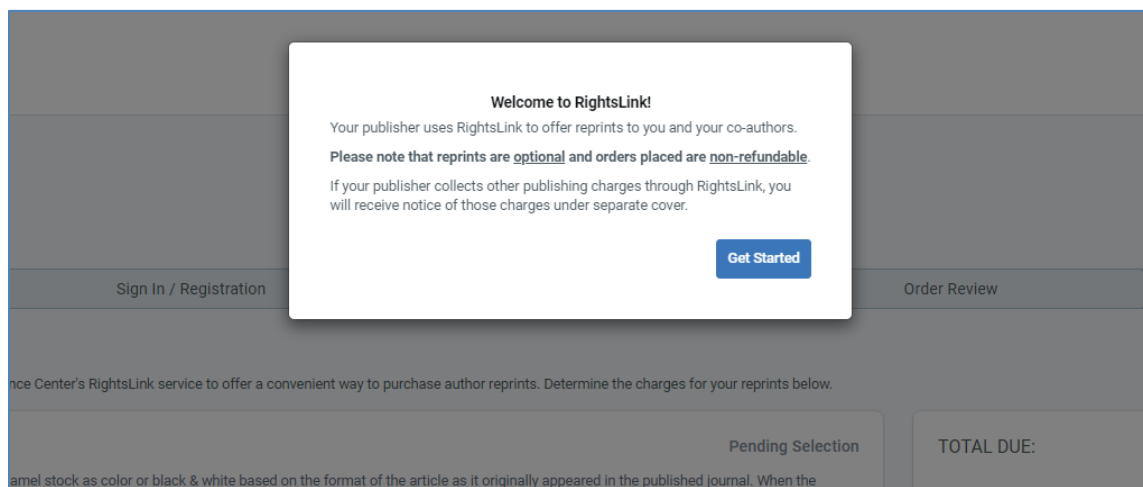 Welcome to RightsLink!
Your publisher uses RightsLink to offer reprints to you and your co-authors.
Please note that reprints are optional and orders placed are non-refundable.
If your publisher collects other publishing charges through RightsLink, you
will receive notice of those charges under separate cover.
Get Started
Sign In / Registration
Order Review
Center's RightsLink service to offer a convenient way to purchase author reprints. Determine the charges for your reprints below.
Pending Selection
TOTAL DUE:
stock as color or black & white based on the format of the article as it originally appeared in the published journal. When the